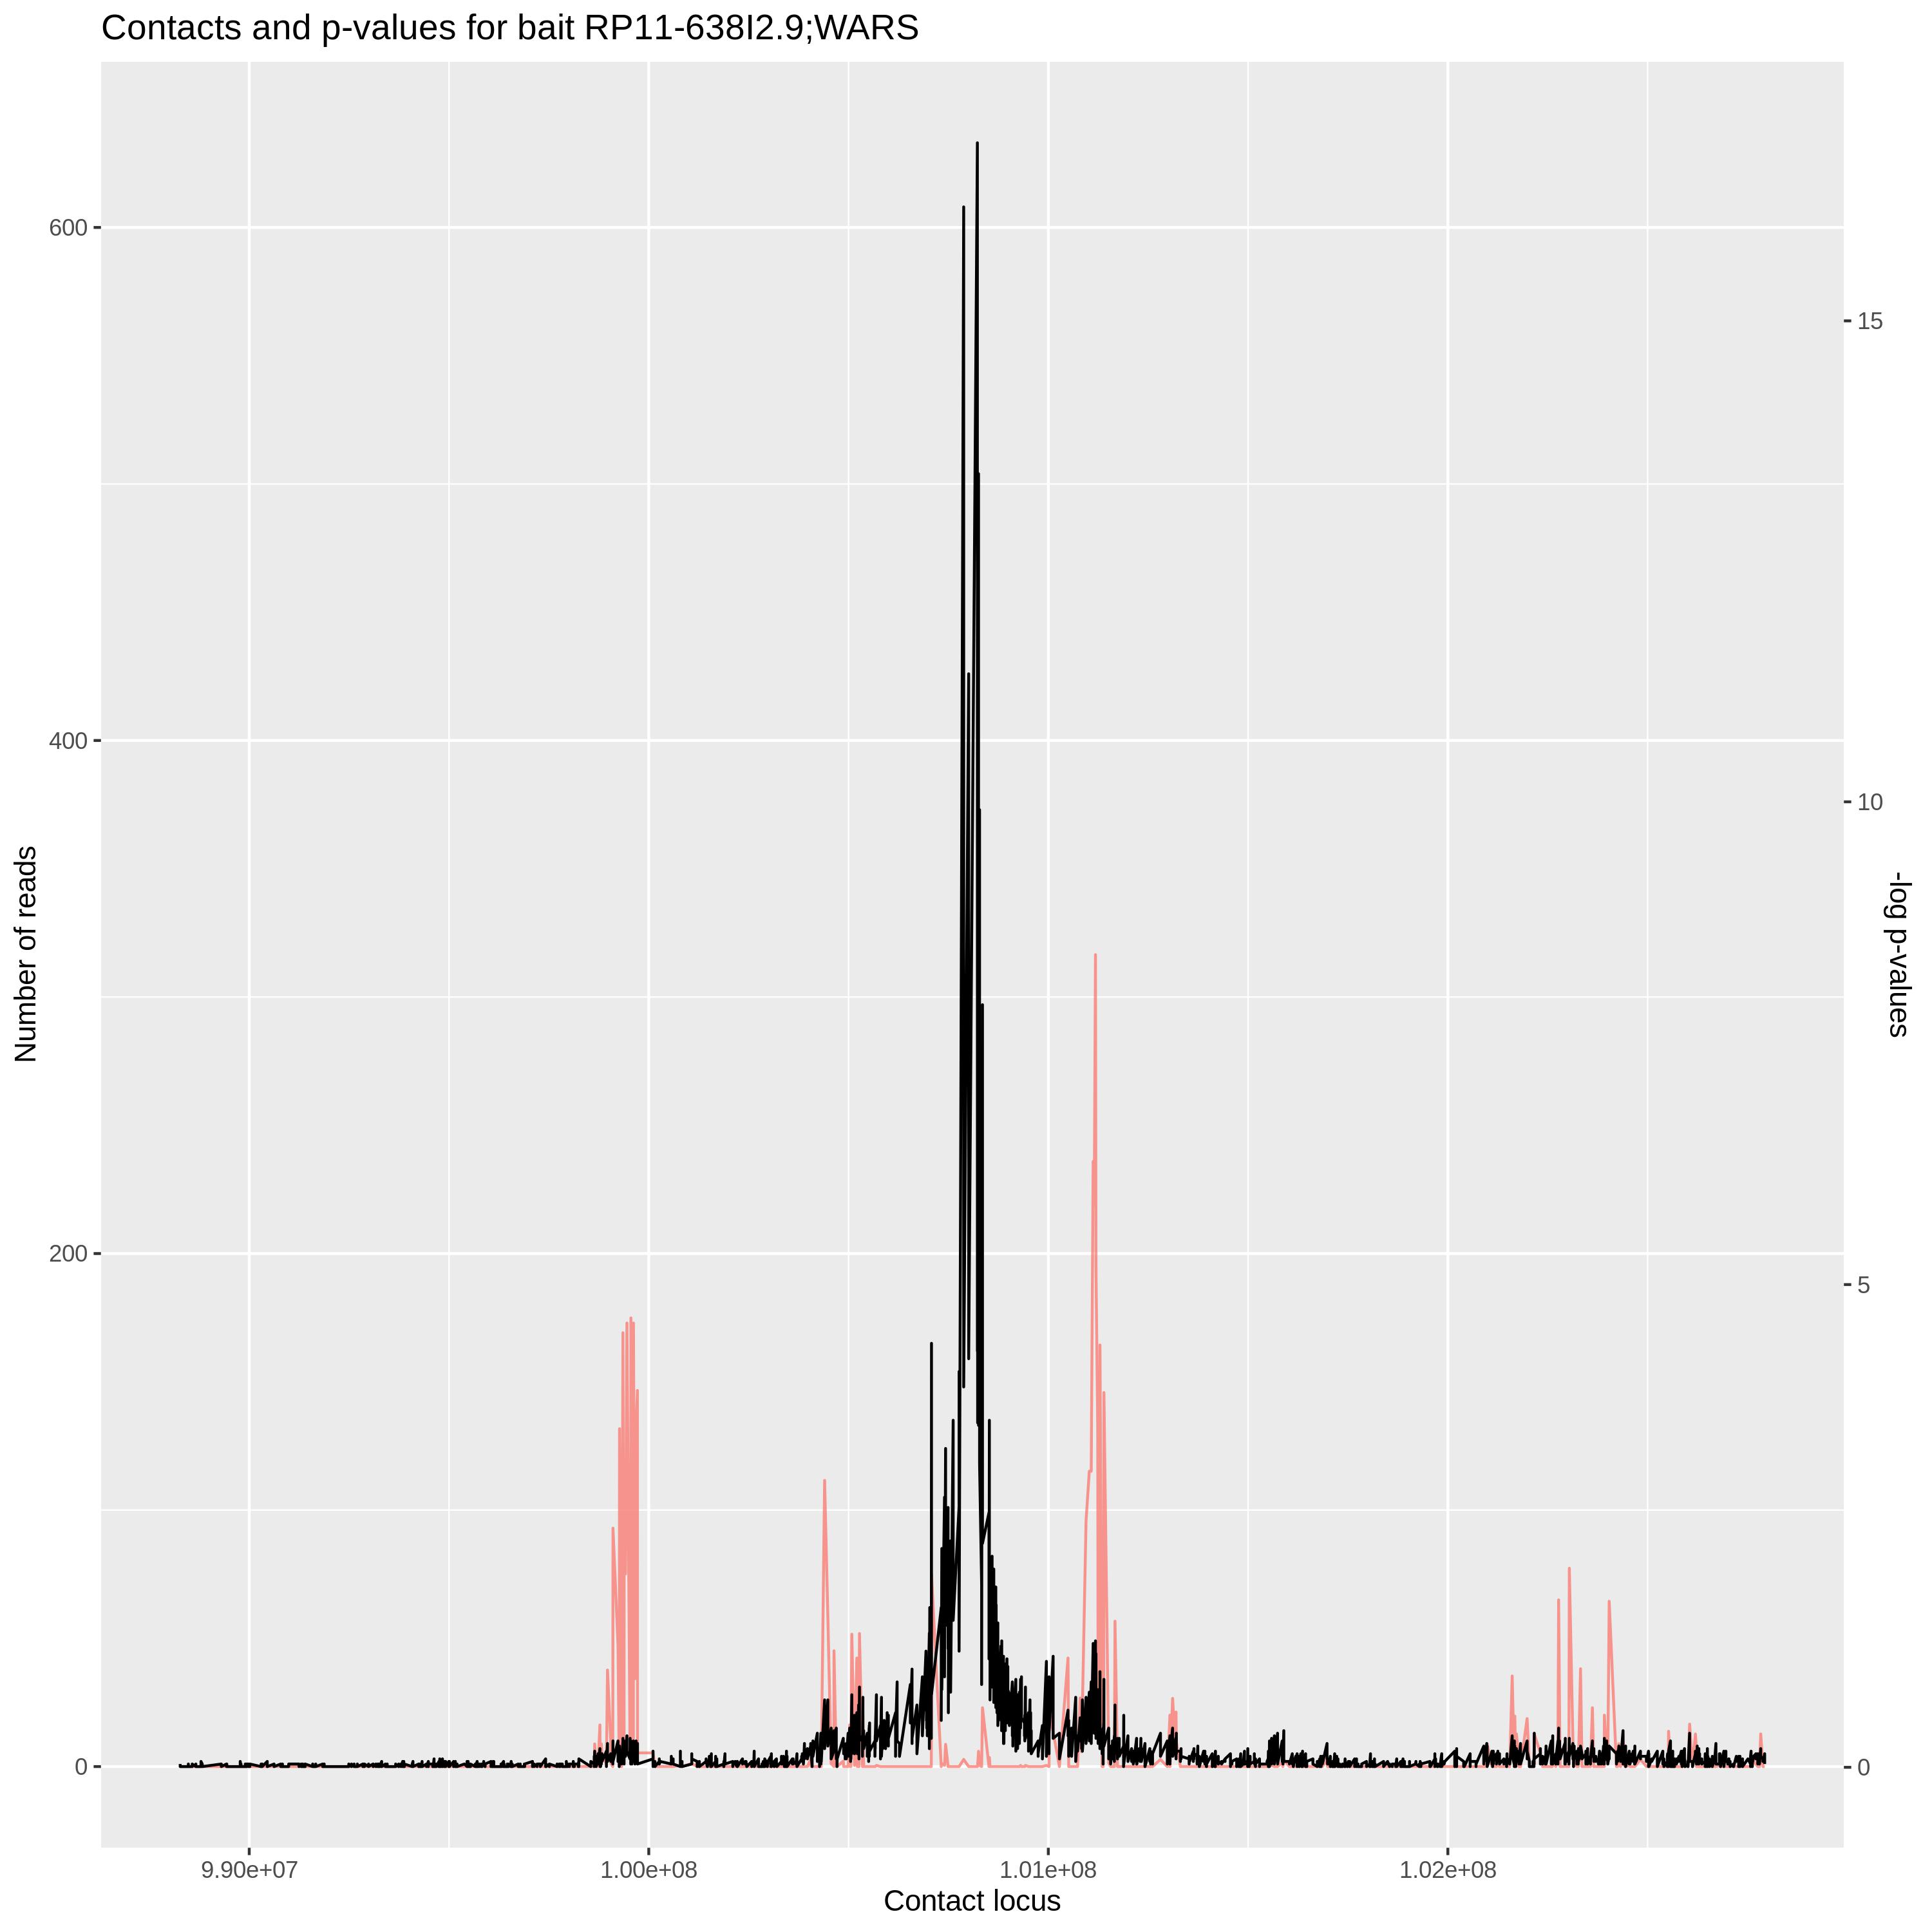 Contacts and p-values for bait RP11-638I2.9;WARS
600
400
200
0
Number of reads
15
10
5
0
-log p-values
9.90e+07
1.00e+08
1.01e+08
1.02e+08
Contact locus